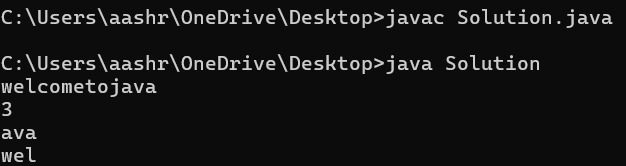 C:\Users\aashr\OneDrive\Desktop>javac Solution.java
C:\Users\aashr\OneDrive\Desktop>java Solution
welcometojava
3
ava
wel